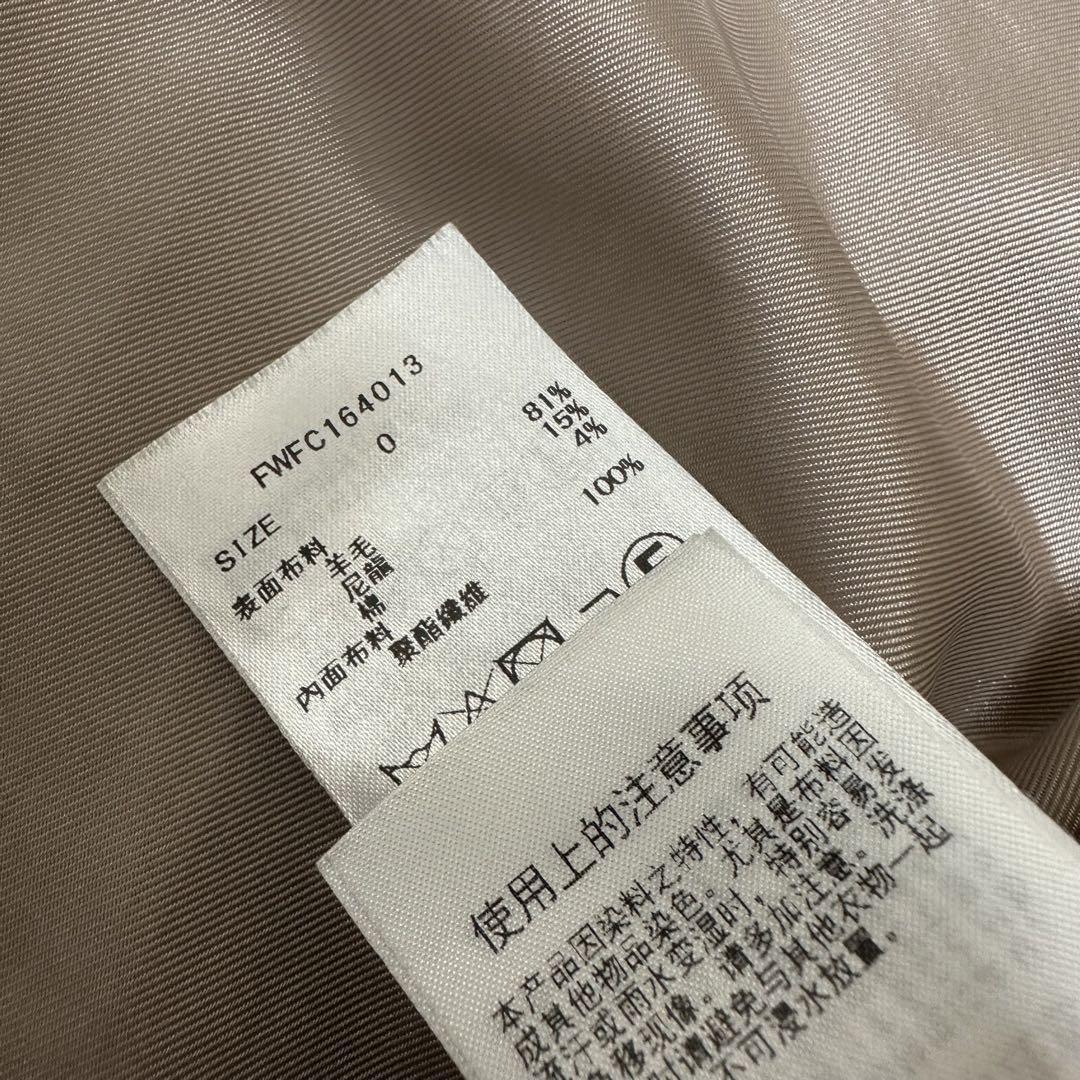 FWFC164013
SIZE 0
表面布料
羊毛 81%
尼龍 15%
棉 4%
內面布料
聚酯纖維 100%
使用上的注意事项
本产品因染料之特性，有可能造
成其他物品染色。尤其是布料因
流汗或雨水变湿时，特别容易发
色移现像。请多加注意。洗涤
时请避免与其他衣物一起
不可浸水放置。